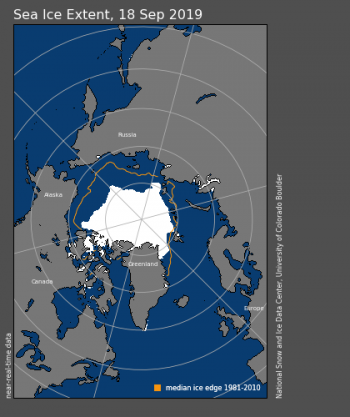 Sea Ice Extent, 18 Sep 2019
Russia
Alaska
Greenland
Canada
Europe
median ice edge 1981-2010
near-real-time data
National Snow and Ice Data Center, University of Colorado Boulder